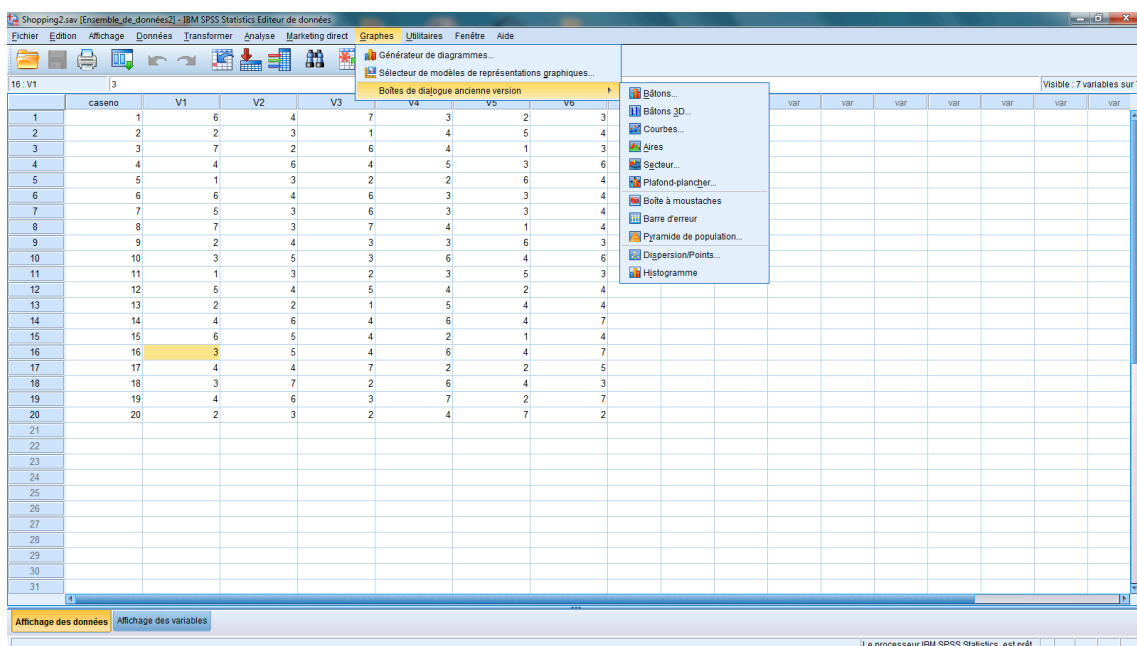 Shopping2.sav [Ensemble_de_données2] - IBM SPSS Statistics Editeur de données
Fichier Edition Affichage Données Transformer Analyse Marketing direct Graphes Utilitaires Fenêtre Aide
Générateur de diagrammes...
Sélecteur de modèles de représentations graphiques...
Boîtes de dialogue ancienne version
Bâtons...
Bâtons 3D...
Courbes...
Aires
Secteur...
Plafond-plancher...
Boîte à moustaches
Barre d'erreur
Pyramide de population...
Dispersion/Points...
Histogramme
16 : V1 3 Visible : 7 variables sur
caseno V1 V2 V3 V4 V5 V6 var var var var var var
1 1 6 4 7 3 2 3
2 2 2 3 1 4 5 4
3 3 7 2 6 4 1 3
4 4 4 6 4 5 3 6
5 5 1 3 2 2 6 4
6 6 6 4 6 3 3 4
7 7 5 3 6 3 3 4
8 8 7 3 7 4 1 4
9 9 2 4 3 3 6 3
10 10 3 5 3 6 4 6
11 11 1 3 2 3 5 3
12 12 5 4 5 4 2 4
13 13 2 2 1 5 4 4
14 14 4 6 4 6 4 7
15 15 6 5 4 2 1 4
16 16 3 5 4 6 4 7
17 17 4 4 7 2 2 5
18 18 3 7 2 6 4 3
19 19 4 6 3 7 2 7
20 20 2 3 2 4 7 2
21
22
23
24
25
26
27
28
29
30
31
Affichage des données Affichage des variables
Le processeur IBM SPSS Statistics est prêt